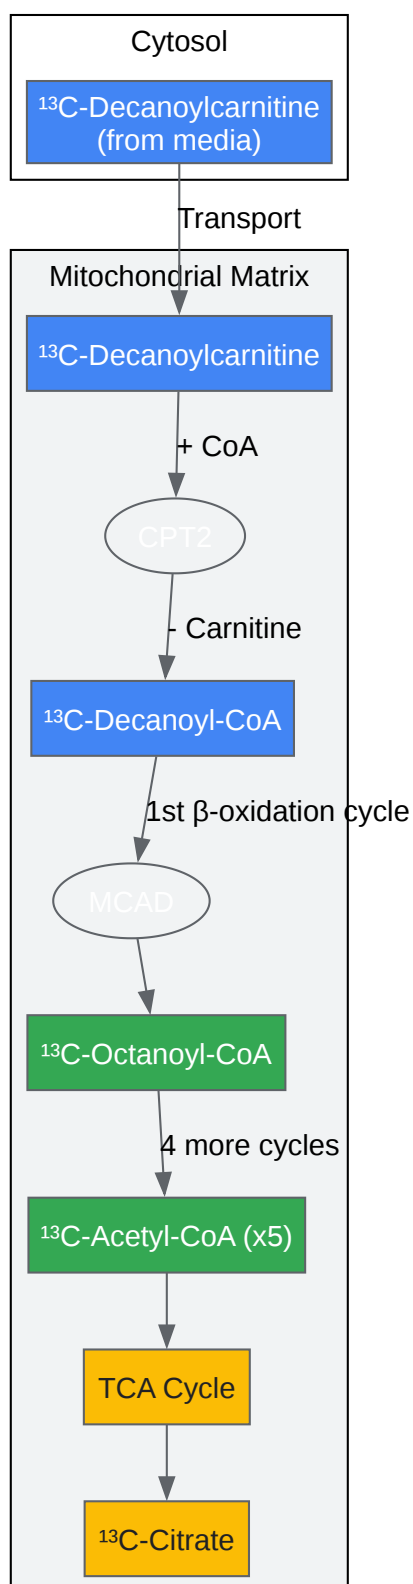 Cytosol
¹³C-Decanoylcarnitine
(from media)
Transport
Mitochondrial Matrix
¹³C-Decanoylcarnitine
+ CoA
CPT2
- Carnitine
¹³C-Decanoyl-CoA
1st β-oxidation cycle
MCAD
¹³C-Octanoyl-CoA
4 more cycles
¹³C-Acetyl-CoA (x5)
TCA Cycle
¹³C-Citrate